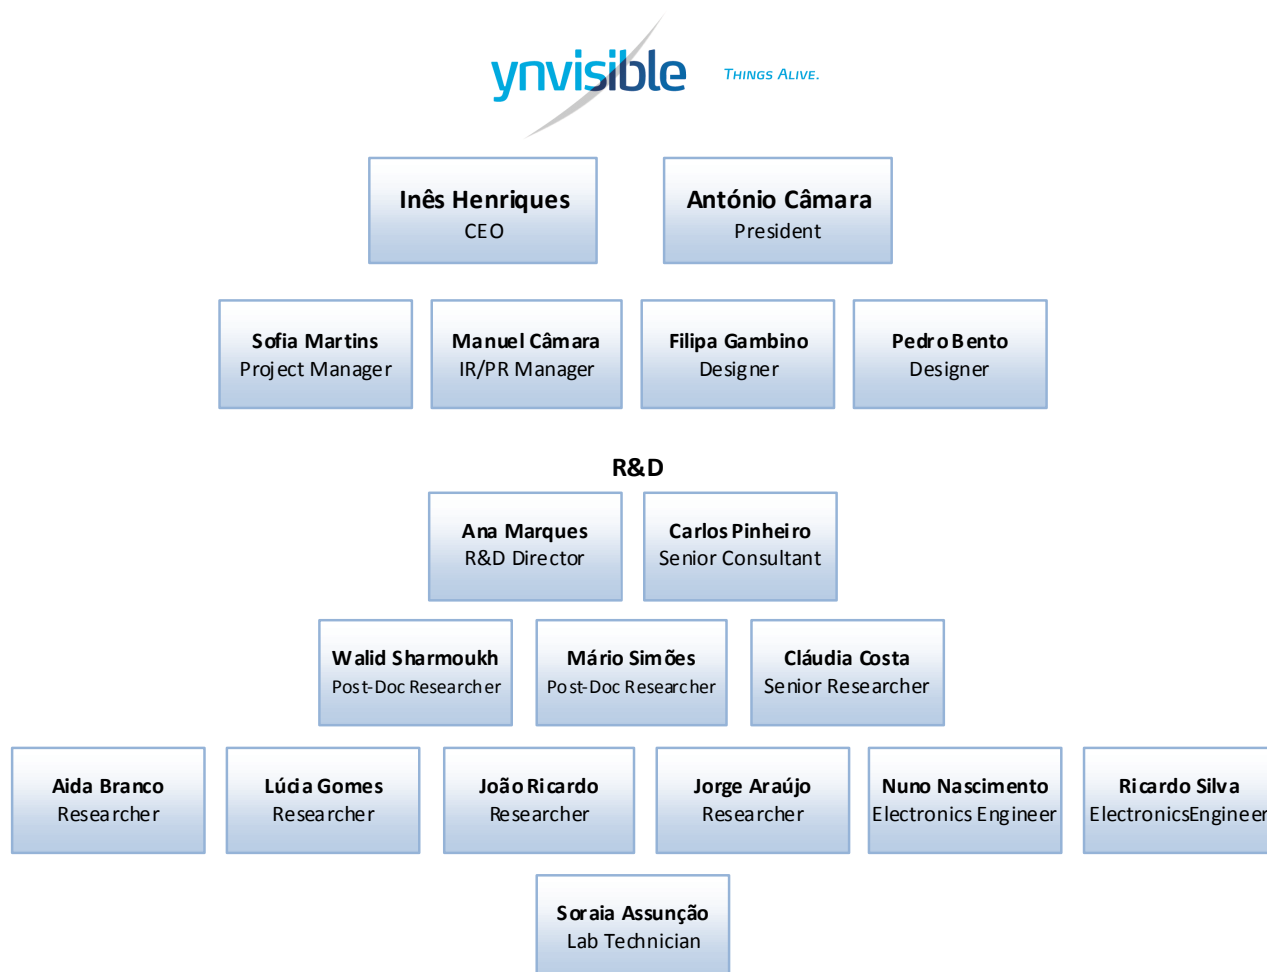 ynvisible THINGS ALIVE.
Inês Henriques
CEO
António Câmara
President
Sofia Martins
Project Manager
Manuel Câmara
IR/PR Manager
Filipa Gambino
Designer
Pedro Bento
Designer
R&D
Ana Marques
R&D Director
Carlos Pinheiro
Senior Consultant
Walid Sharmoukh
Post-Doc Researcher
Mário Simões
Post-Doc Researcher
Cláudia Costa
Senior Researcher
Aida Branco
Researcher
Lúcia Gomes
Researcher
João Ricardo
Researcher
Jorge Araújo
Researcher
Nuno Nascimento
Electronics Engineer
Ricardo Silva
ElectronicsEngineer
Soraia Assunção
Lab Technician